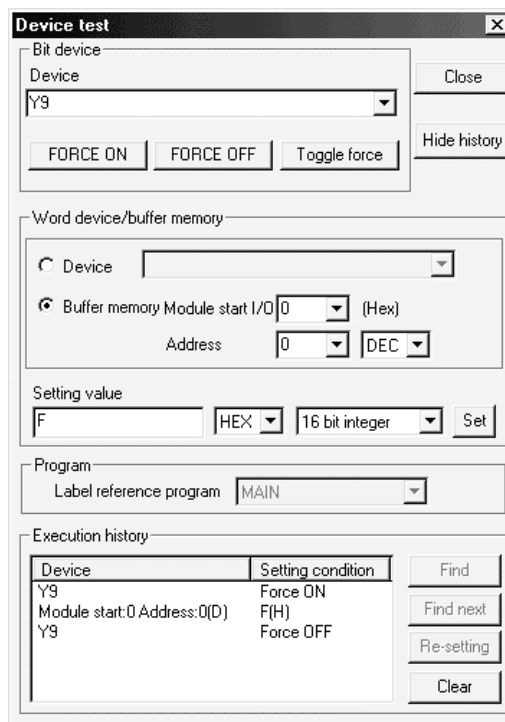 Device test
Bit device
Device
Close
Y9
FORCE ON FORCE OFF Toggle force
Hide history
Word device/buffer memory
Device
Buffer memory Module start I/O 0 (Hex)
Address 0 DEC
Setting value
F HEX 16 bit integer Set
Program
Label reference program MAIN
Execution history
Device Setting condition
Y9 Force ON
Module start:0 Address:0(D) F(H)
Y9 Force OFF
Find
Find next
Re-setting
Clear